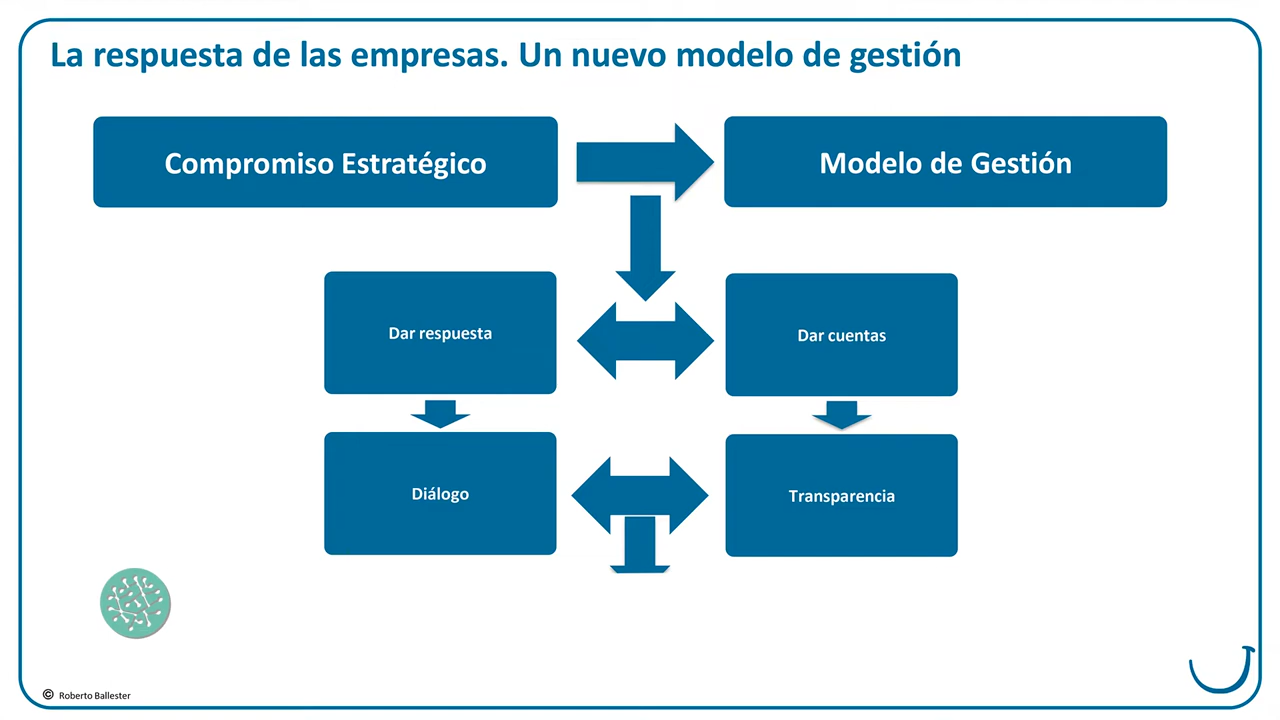 La respuesta de las empresas. Un nuevo modelo de gestión
Compromiso Estratégico
Modelo de Gestión
Dar respuesta
Dar cuentas
Diálogo
Transparencia
© Roberto Ballester